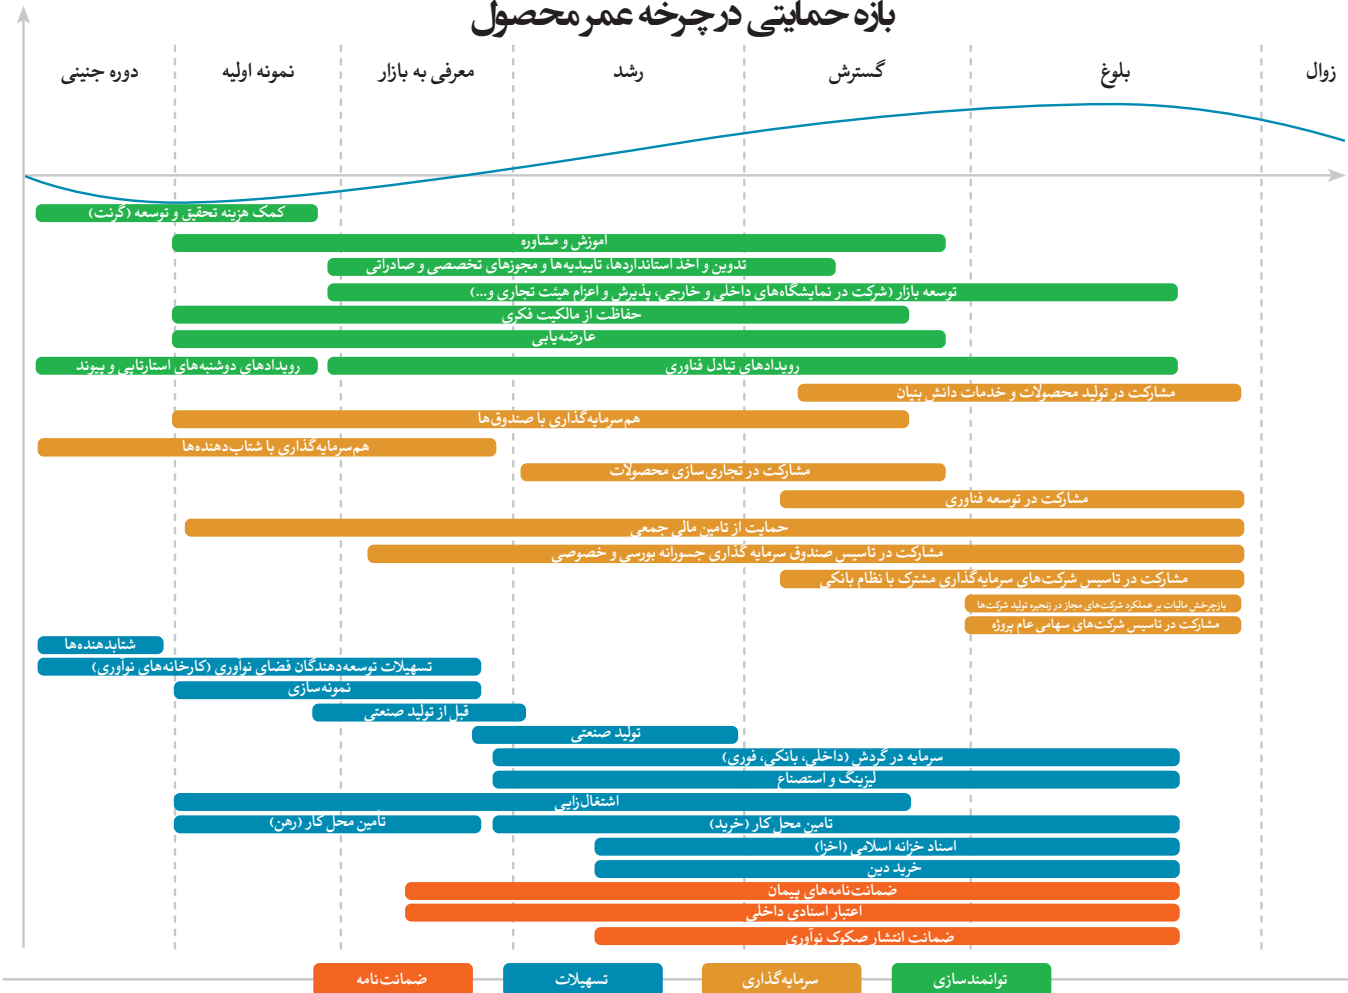 بازه حمایتی در چرخه عمر محصول
دوره جنینی
نمونه اولیه
معرفی به بازار
رشد
گسترش
بلوغ
زوال
کمک هزینه تحقیق و توسعه (گرنت)
آموزش و مشاوره
تدوین و اخذ استانداردها، تاییدیه‌ها و مجوزهای تخصصی و صادراتی
توسعه بازار (شرکت در نمایشگاه‌های داخلی و خارجی، پذیرش و اعزام هیئت تجاری و...)
حفاظت از مالکیت فکری
عارضه‌یابی
رویدادهای دوشنبه‌های استارتاپی و پیوند
رویدادهای تبادل فناوری
مشارکت در تولید محصولات و خدمات دانش بنیان
هم‌سرمایه‌گذاری با صندوق‌ها
هم‌سرمایه‌گذاری با شتاب‌دهنده‌ها
مشارکت در تجاری‌سازی محصولات
مشارکت در توسعه فناوری
حمایت از تامین مالی جمعی
مشارکت در تاسیس صندوق سرمایه گذاری جسورانه بورسی و خصوصی
مشارکت در تاسیس شرکت‌های سرمایه‌گذاری مشترک با نظام بانکی
بازچرخش مالیات بر عملکرد شرکت‌های مجاز در زنجیره تولید شرکت‌ها
مشارکت در تاسیس شرکت‌های سهامی عام پروژه
شتابدهنده‌ها
تسهیلات توسعه‌دهندگان فضای نوآوری (کارخانه‌های نوآوری)
نمونه‌سازی
قبل از تولید صنعتی
تولید صنعتی
سرمایه در گردش (داخلی، بانکی، فوری)
لیزینگ و استصناع
اشتغال‌زایی
تامین محل کار (رهن)
تامین محل کار (خرید)
اسناد خزانه اسلامی (اخزا)
خرید دین
ضمانت‌نامه‌های پیمان
اعتبار اسنادی داخلی
ضمانت انتشار صکوک نوآوری
توانمندسازی
سرمایه‌گذاری
تسهیلات
ضمانت‌نامه